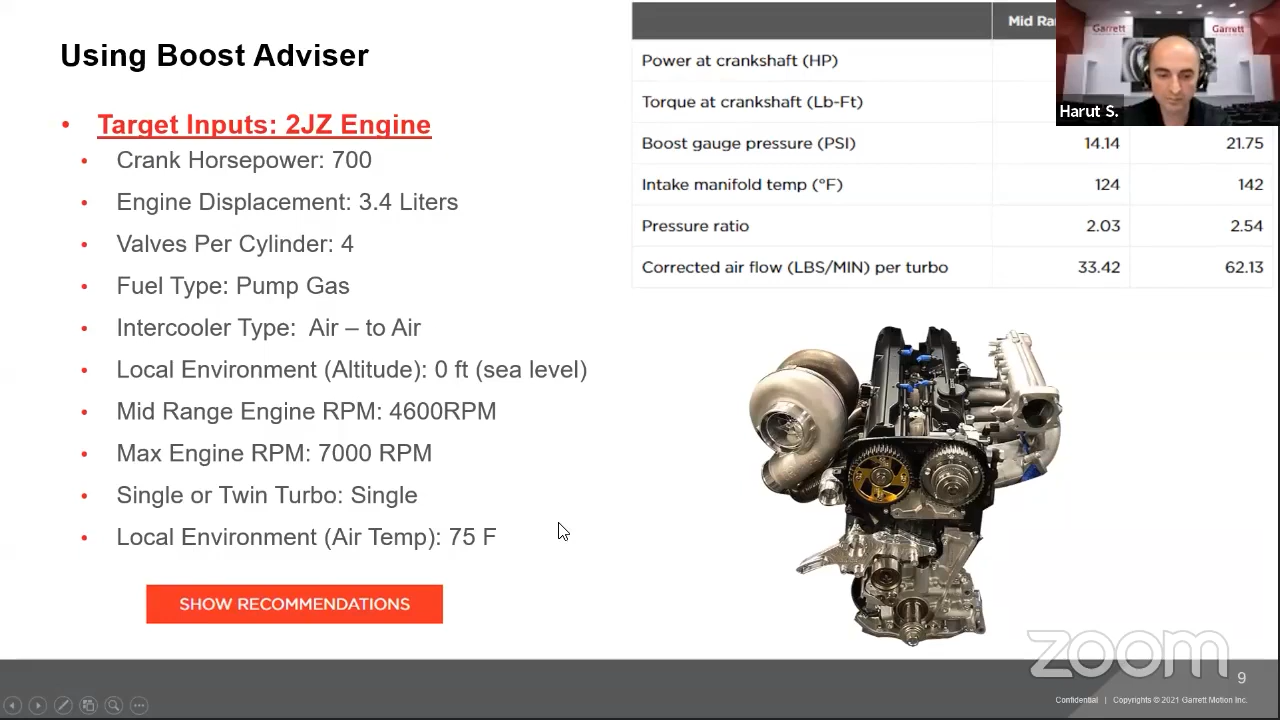 Using Boost Adviser
• Target Inputs: 2JZ Engine
• Crank Horsepower: 700
• Engine Displacement: 3.4 Liters
• Valves Per Cylinder: 4
• Fuel Type: Pump Gas
• Intercooler Type:  Air – to Air
• Local Environment (Altitude): 0 ft (sea level)
• Mid Range Engine RPM: 4600RPM
• Max Engine RPM: 7000 RPM
• Single or Twin Turbo: Single
• Local Environment (Air Temp): 75 F
SHOW RECOMMENDATIONS
Mid
Power at crankshaft (HP)
Torque at crankshaft (Lb-Ft)
Boost gauge pressure (PSI) 14.14 21.75
Intake manifold temp (°F) 124 142
Pressure ratio 2.03 2.54
Corrected air flow (LBS/MIN) per turbo 33.42 62.13
Garrett Garrett
Harut S.
zoom
9
Confidential | Copyrights © 2021 Garrett Motion Inc.